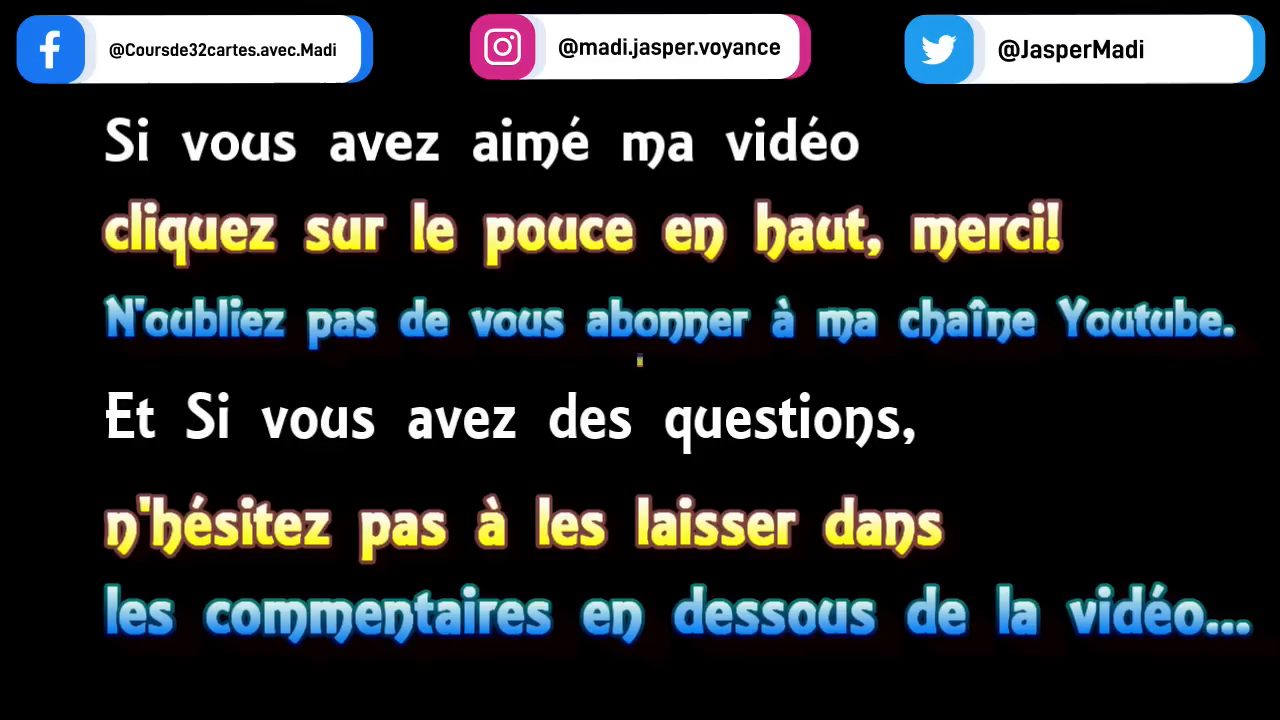 @Coursde32cartes.avec.Madi
@madi.jasper.voyance
@JasperMadi
Si vous avez aimé ma vidéo
cliquez sur le pouce en haut, merci!
N'oubliez pas de vous abonner à ma chaîne Youtube.
Et Si vous avez des questions,
n'hésitez pas à les laisser dans
les commentaires en dessous de la vidéo...